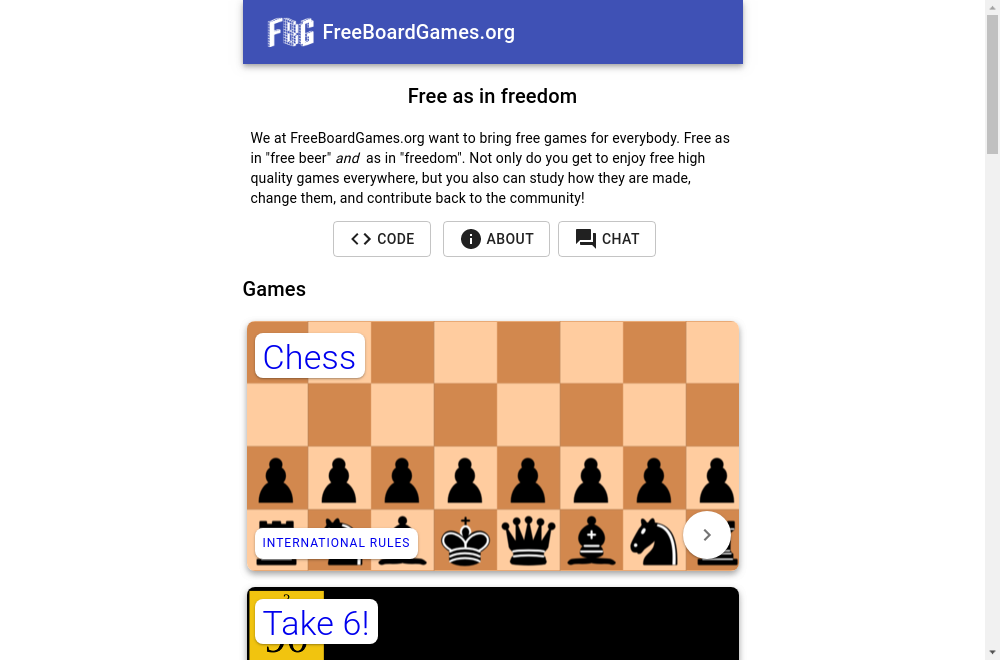 FBG FreeBoardGames.org
Free as in freedom
We at FreeBoardGames.org want to bring free games for everybody. Free as
in "free beer" and as in "freedom". Not only do you get to enjoy free high
quality games everywhere, but you also can study how they are made,
change them, and contribute back to the community!
CODE ABOUT CHAT
Games
Chess
INTERNATIONAL RULES
Take 6!